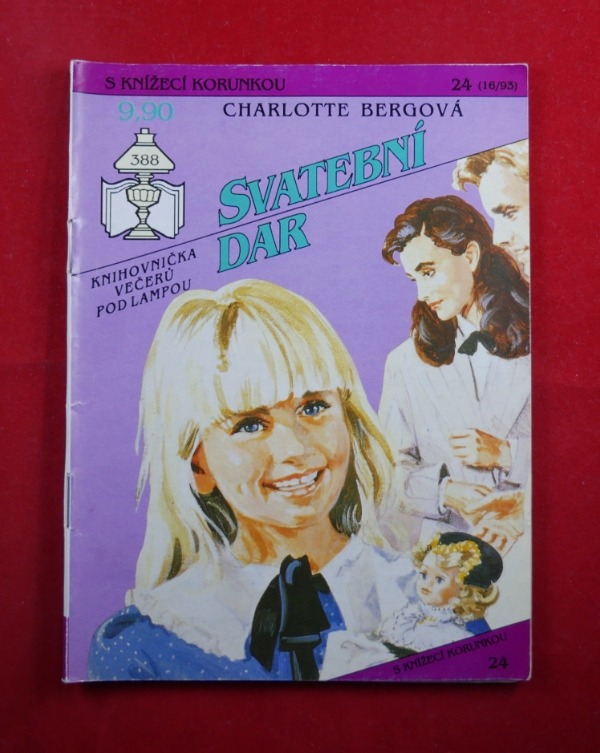 S KNÍŽECÍ KORUNKOU 24 (16/93)
9,90 CHARLOTTE BERGOVÁ
388
SVATEBNÍ
DAR
KNIHOVNIČKA
VEČERŮ
POD LAMPOU
S KNÍŽECÍ KORUNKOU
24